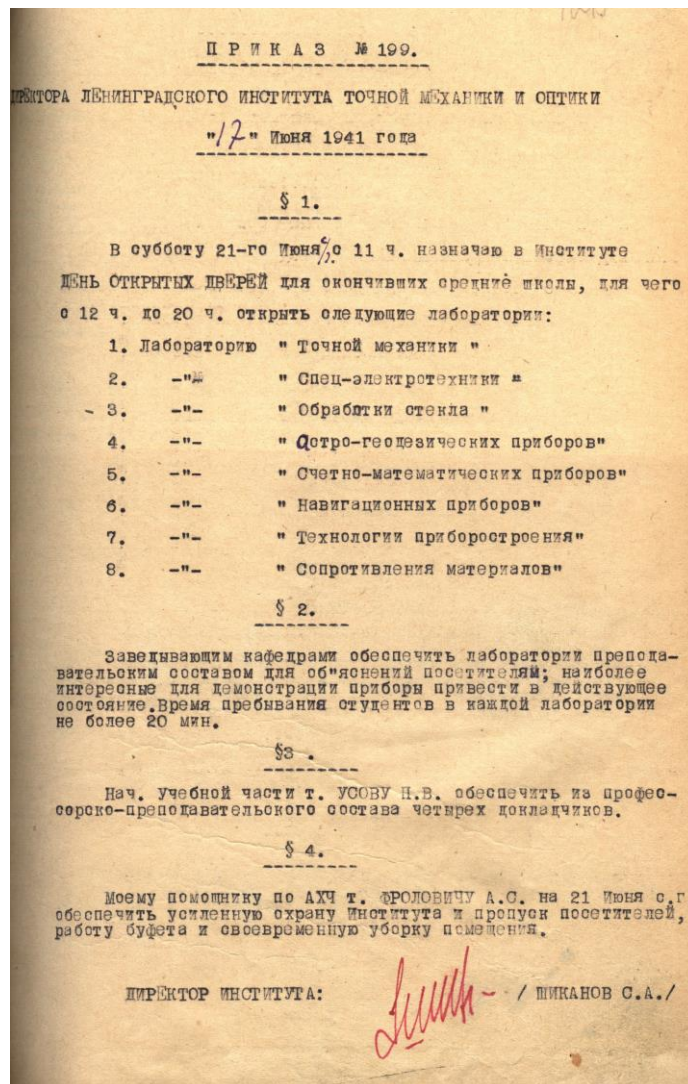 ПРИКАЗ № 199.
ДИРЕКТОРА ЛЕНИНГРАДСКОГО ИНСТИТУТА ТОЧНОЙ МЕХАНИКИ И ОПТИКИ
"17" Июня 1941 года
§ 1.
В субботу 21-го Июня с/г с 11 ч. назначаю в Институте
ДЕНЬ ОТКРЫТЫХ ДВЕРЕЙ для окончивших средние школы, для чего
с 12 ч. до 20 ч. открыть следующие лаборатории:
1. Лабораторию " Точной механики "
2. -"- " Спец-электротехники "
- 3. -"- " Обработки стекла "
4. -"- " Астро-геодезических приборов"
5. -"- " Счетно-математических приборов"
6. -"- " Навигационных приборов"
7. -"- " Технологии приборостроения"
8. -"- " Сопротивления материалов"
§ 2.
Заведывающим кафедрами обеспечить лаборатории препода-
вательским составом для об"яснений посетителям; наиболее
интересные для демонстрации приборы привести в действующее
состояние.Время пребывания студентов в каждой лаборатории
не более 20 мин.
§3 .
Нач. Учебной части т. УСОВУ Н.В. обеспечить из профес-
сорско-преподавательского состава четырех докладчиков.
§ 4.
Моему помощнику по АХЧ т. ФРОЛОВИЧУ А.С. на 21 Июня с.г
обеспечить усиленную охрану Института и пропуск посетителей,
работу буфета и своевременную уборку помещения.
ДИРЕКТОР ИНСТИТУТА: / ШИКАНОВ С.А./